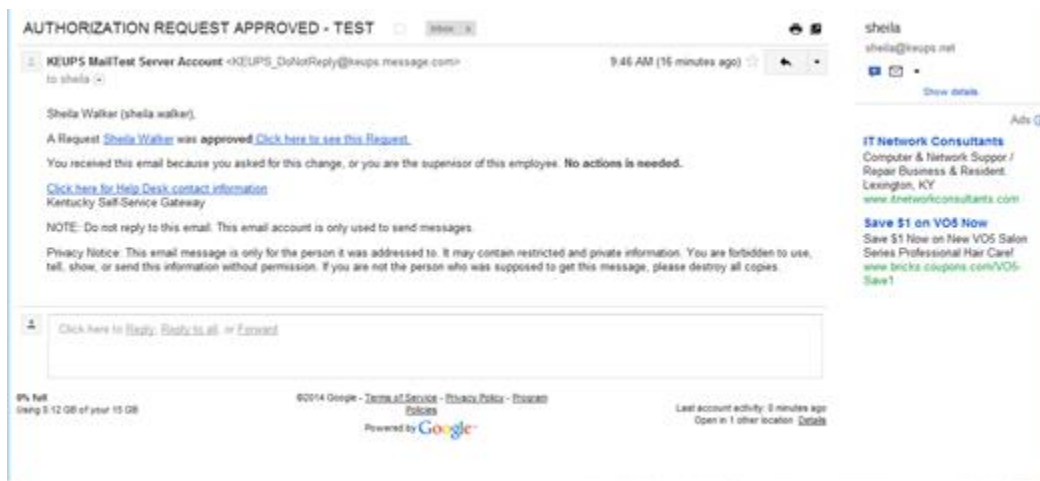 AUTHORIZATION REQUEST APPROVED - TEST
Inbox x
KEUPS MailTest Server Account <KEUPS_DoNotReply@keups.message.com>
9:46 AM (16 minutes ago)
to sheila
Sheila Walker (sheila.walker),
A Request Sheila Walker was approved Click here to see this Request.
You received this email because you asked for this change, or you are the supervisor of this employee. No actions is needed.
Click here for Help Desk contact information
Kentucky Self-Service Gateway
NOTE: Do not reply to this email. This email account is only used to send messages.
Privacy Notice: This email message is only for the person it was addressed to. It may contain restricted and private information. You are forbidden to use,
tell, show, or send this information without permission. If you are not the person who was supposed to get this message, please destroy all copies.
Click here to Reply, Reply to all, or Forward
0% full
Using 0.12 GB of your 15 GB
©2014 Google - Terms of Service - Privacy Policy - Program
Policies
Powered by Google™
Last account activity: 0 minutes ago
Open in 1 other location Details
sheila
sheila@keups.net
Show details
Ads
IT Network Consultants
Computer & Network Suppor /
Repair Business & Resident.
Lexington, KY
www.itnetworkconsultants.com
Save $1 on VO5 Now
Save $1 Now on New VO5 Salon
Series Professional Hair Care!
www.bricks.coupons.com/VO5-
Save1